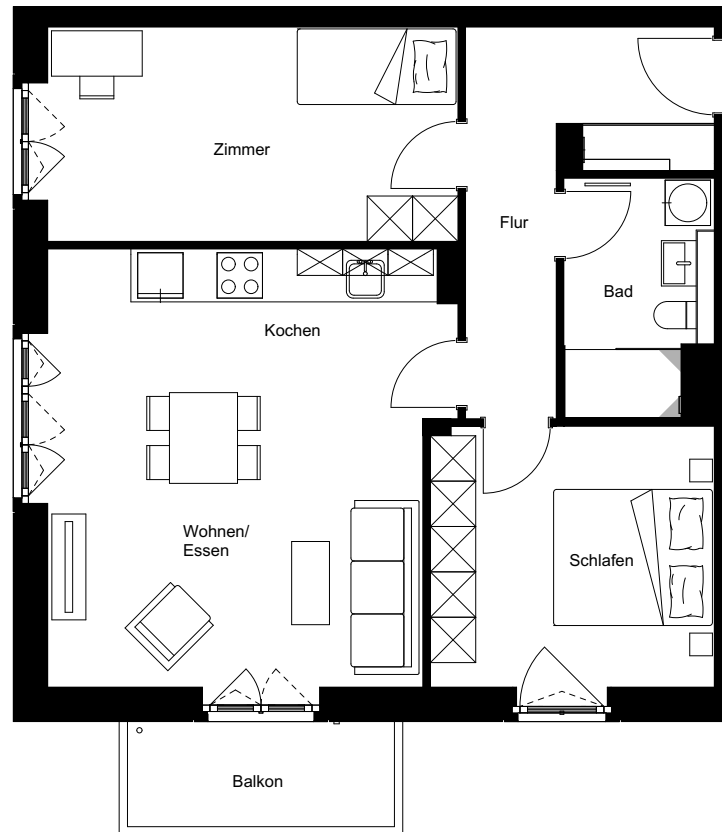 Zimmer
Flur
Bad
Kochen
Wohnen/
Essen
Schlafen
Balkon